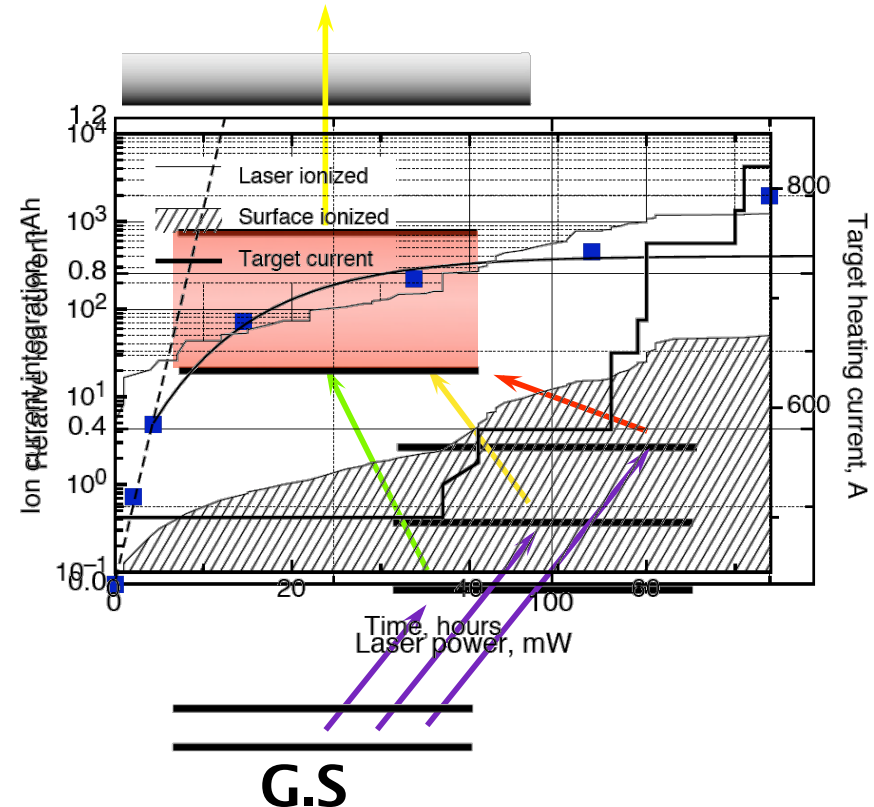 1.2
10⁴
Laser ionized
800
Surface ionized
10³
Target current
0.8
10²
10¹
600
0.4
10⁰
10⁻¹
0.0
0 20 40 100 80
Time, hours
Laser power, mW
Ion current integration, nAh
Relative ion current
Target heating current, A
G.S